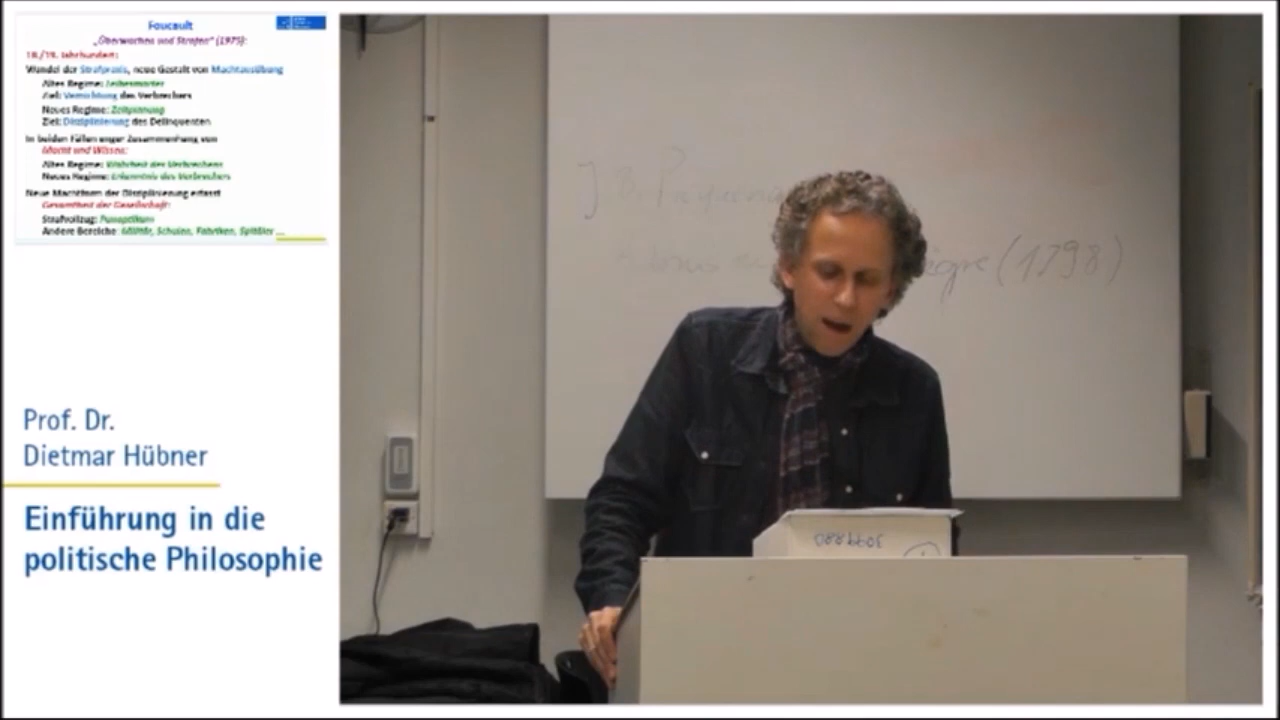 Foucault
„Überwachen und Strafen“ (1975):
18./19. Jahrhundert:
Wandel der Strafpraxis, neue Gestalt von Machtausübung
Altes Regime: Leibesmarter
Ziel: Vernichtung des Verbrechers
Neues Regime: Zeitplanung
Ziel: Disziplinierung des Delinquenten
In beiden Fällen enger Zusammenhang von
Macht und Wissen:
Altes Regime: Wahrheit des Verbrechens
Neues Regime: Erkenntnis des Verbrechers
Neue Machtform der Disziplinierung erfasst
Gesamtheit der Gesellschaft:
Strafvollzug: Panoptikum
Andere Bereiche: Militär, Schulen, Fabriken, Spitäler ...
Prof. Dr.
Dietmar Hübner
Einführung in die
politische Philosophie
(1798)